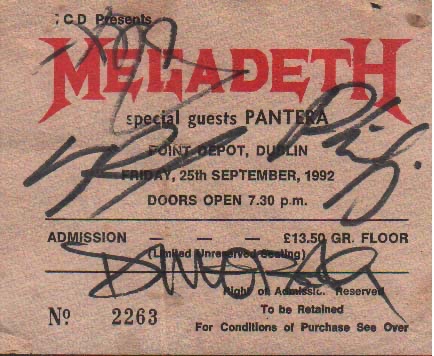 CD Presents
MEGADETH
special guests PANTERA
POINT DEPOT, DUBLIN
FRIDAY, 25th SEPTEMBER, 1992
DOORS OPEN 7.30 p.m.
ADMISSION — — — £13.50 GR. FLOOR
(Limited Unreserved Seating)
Right of Admission Reserved
To be Retained
Nº 2263
For Conditions of Purchase See Over